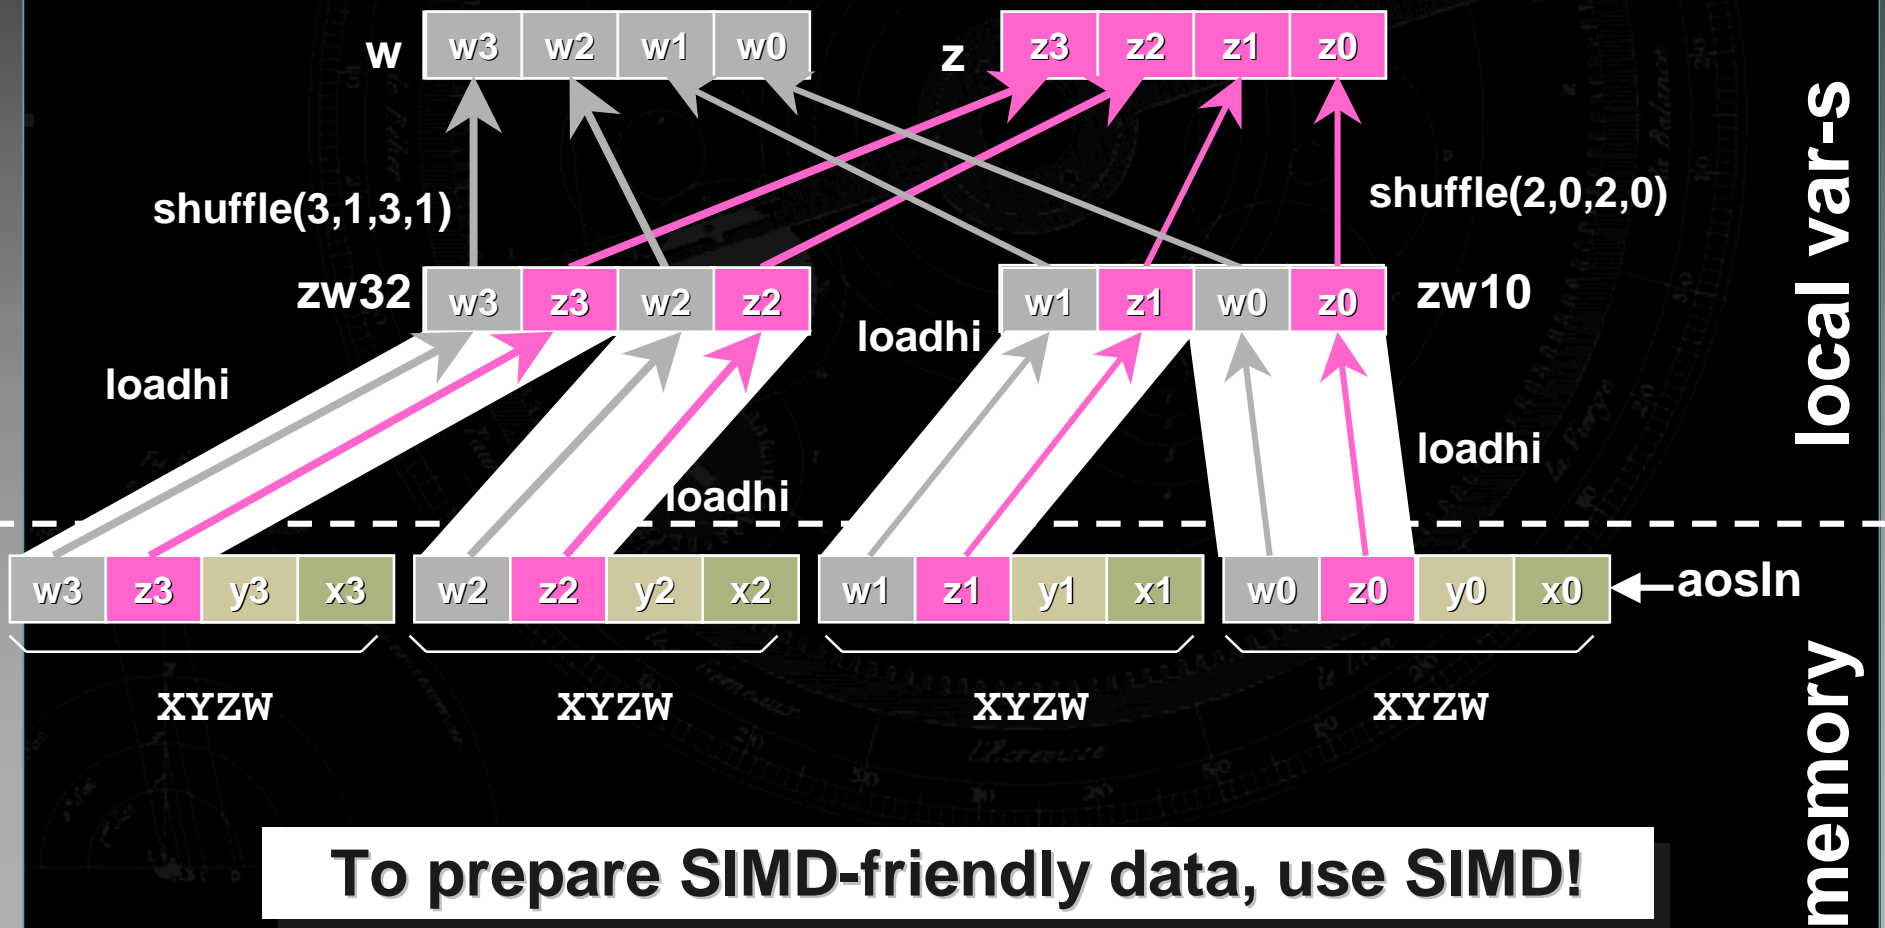 w w3 w2 w1 w0 z z3 z2 z1 z0
shuffle(3,1,3,1) shuffle(2,0,2,0)
zw32 w3 z3 w2 z2 w1 z1 w0 z0 zw10
loadhi
loadhi
loadhi
loadhi
w3 z3 y3 x3 w2 z2 y2 x2 w1 z1 y1 x1 w0 z0 y0 x0 aosIn
XYZW XYZW XYZW XYZW
local var-s
memory
To prepare SIMD-friendly data, use SIMD!